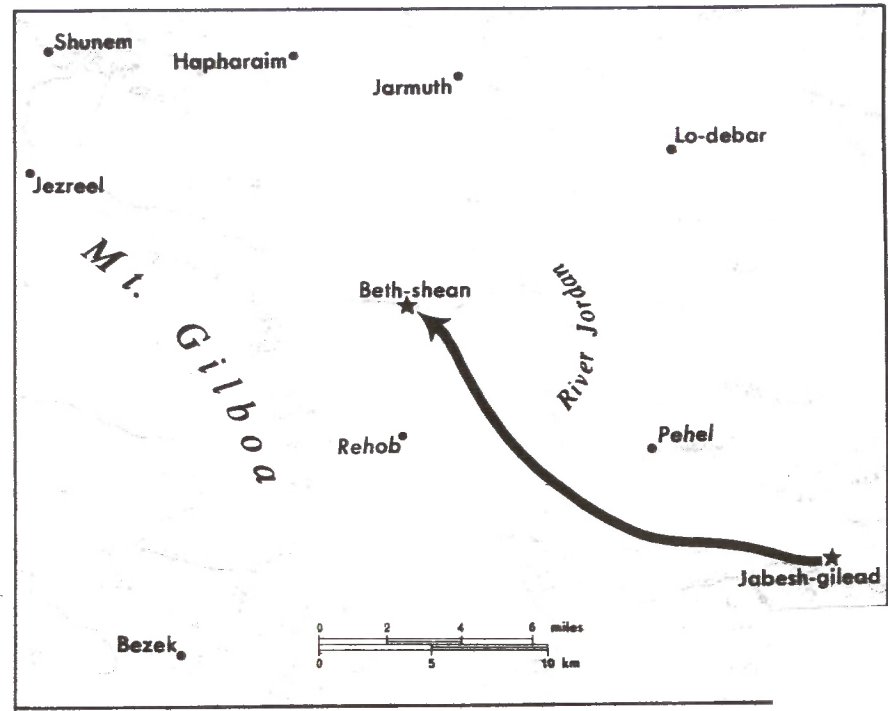 Shunem
Hapharaim
Jarmuth
Lo-debar
Jezreel
Mt. Gilboa
Beth-shean
River Jordan
Rehob
Pehel
Jabesh-gilead
Bezek
0 2 4 6 miles
0 5 10 km